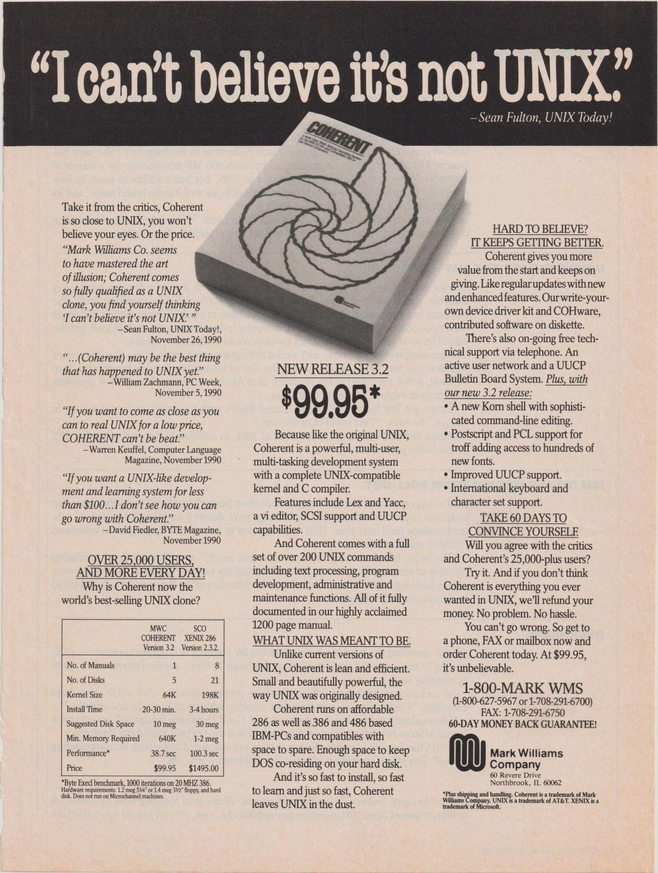 “I can't believe it's not UNIX.”
–Sean Fulton, UNIX Today!
COHERENT
Take it from the critics, Coherent
is so close to UNIX, you won't
believe your eyes. Or the price.
“Mark Williams Co. seems
to have mastered the art
of illusion; Coherent comes
so fully qualified as a UNIX
clone, you find yourself thinking
‘I can't believe it's not UNIX.’ ”
–Sean Fulton, UNIX Today!,
November 26, 1990
“...(Coherent) may be the best thing
that has happened to UNIX yet.”
–William Zachmann, PC Week,
November 5, 1990
“If you want to come as close as you
can to real UNIX for a low price,
COHERENT can't be beat.”
–Warren Keuffel, Computer Language
Magazine, November 1990
“If you want a UNIX-like develop-
ment and learning system for less
than $100...I don't see how you can
go wrong with Coherent.”
–David Fiedler, BYTE Magazine,
November 1990
OVER 25,000 USERS,
AND MORE EVERY DAY!
Why is Coherent now the
world's best-selling UNIX clone?
MWC COHERENT Version 3.2 SCO XENIX 286 Version 2.3.2.
No. of Manuals 1 8
No. of Disks 5 21
Kernel Size 64K 198K
Install Time 20-30 min. 3-4 hours
Suggested Disk Space 10 meg 30 meg
Min. Memory Required 640K 1-2 meg
Performance* 38.7 sec 100.3 sec
Price $99.95 $1495.00
*Byte Exec benchmark, 1000 iterations on 20 MHZ 386.
Hardware requirements: 1.2 meg 5¼" or 1.4 meg 3½" floppy, and hard
disk. Does not run on Microchannel machines.
NEW RELEASE 3.2
$99.95*
Because like the original UNIX,
Coherent is a powerful, multi-user,
multi-tasking development system
with a complete UNIX-compatible
kernel and C compiler.
Features include Lex and Yacc,
a vi editor, SCSI support and UUCP
capabilities.
And Coherent comes with a full
set of over 200 UNIX commands
including text processing, program
development, administrative and
maintenance functions. All of it fully
documented in our highly acclaimed
1200 page manual.
WHAT UNIX WAS MEANT TO BE.
Unlike current versions of
UNIX, Coherent is lean and efficient.
Small and beautifully powerful, the
way UNIX was originally designed.
Coherent runs on affordable
286 as well as 386 and 486 based
IBM-PCs and compatibles with
space to spare. Enough space to keep
DOS co-residing on your hard disk.
And it's so fast to install, so fast
to learn and just so fast, Coherent
leaves UNIX in the dust.
HARD TO BELIEVE?
IT KEEPS GETTING BETTER.
Coherent gives you more
value from the start and keeps on
giving. Like regular updates with new
and enhanced features. Our write-your-
own device driver kit and COHware,
contributed software on diskette.
There's also on-going free tech-
nical support via telephone. An
active user network and a UUCP
Bulletin Board System. Plus, with
our new 3.2 release:
• A new Korn shell with sophisti-
cated command-line editing.
• Postscript and PCL support for
troff adding access to hundreds of
new fonts.
• Improved UUCP support.
• International keyboard and
character set support.
TAKE 60 DAYS TO
CONVINCE YOURSELF
Will you agree with the critics
and Coherent's 25,000-plus users?
Try it. And if you don't think
Coherent is everything you ever
wanted in UNIX, we'll refund your
money. No problem. No hassle.
You can't go wrong. So get to
a phone, FAX or mailbox now and
order Coherent today. At $99.95,
it's unbelievable.
1-800-MARK WMS
(1-800-627-5967 or 1-708-291-6700)
FAX: 1-708-291-6750
60-DAY MONEY BACK GUARANTEE!
Mark Williams
Company
60 Revere Drive
Northbrook, IL 60062
*Plus shipping and handling. Coherent is a trademark of Mark
Williams Company. UNIX is a trademark of AT&T. XENIX is a
trademark of Microsoft.